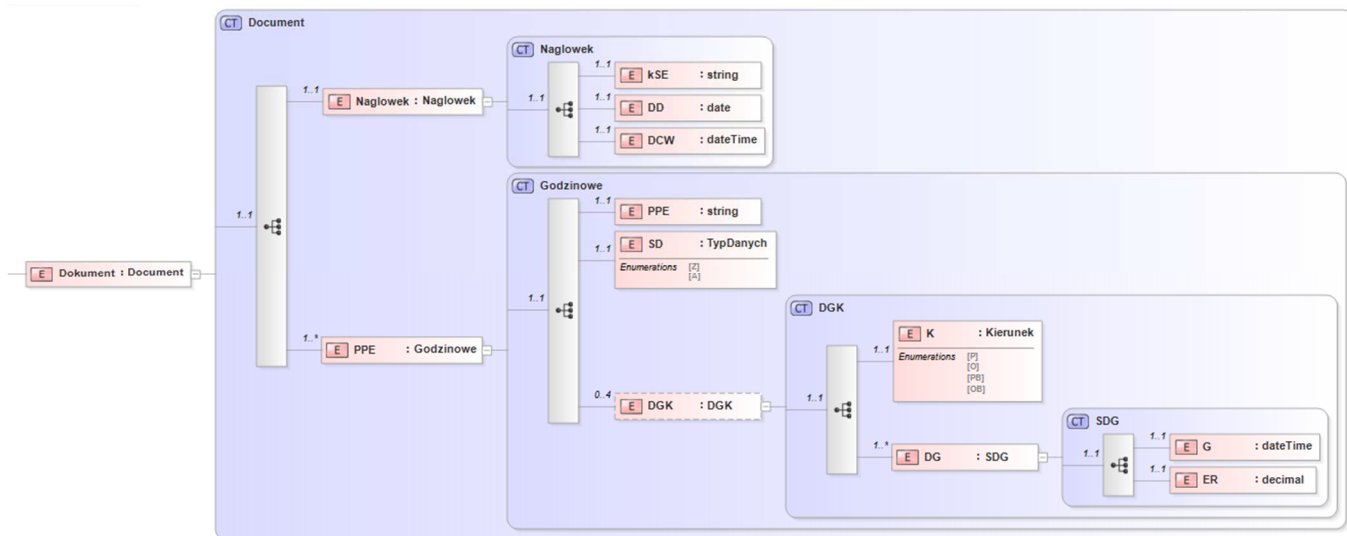 CT Document
CT Naglowek
1..1
E kSE : string
1..1
E Naglowek : Naglowek
1..1
1..1
E DD : date
1..1
E DCW : dateTime
CT Godzinowe
1..1
E PPE : string
1..1
1..1
E SD : TypDanych
Enumerations [Z]
[A]
E Dokument : Document
1..1
CT DGK
1..1
E K : Kierunek
Enumerations [P]
[O]
[PB]
[OB]
1..*
E PPE : Godzinowe
0..4
E DGK : DGK
1..1
CT SDG
1..*
E DG : SDG
1..1
1..1
E G : dateTime
1..1
E ER : decimal